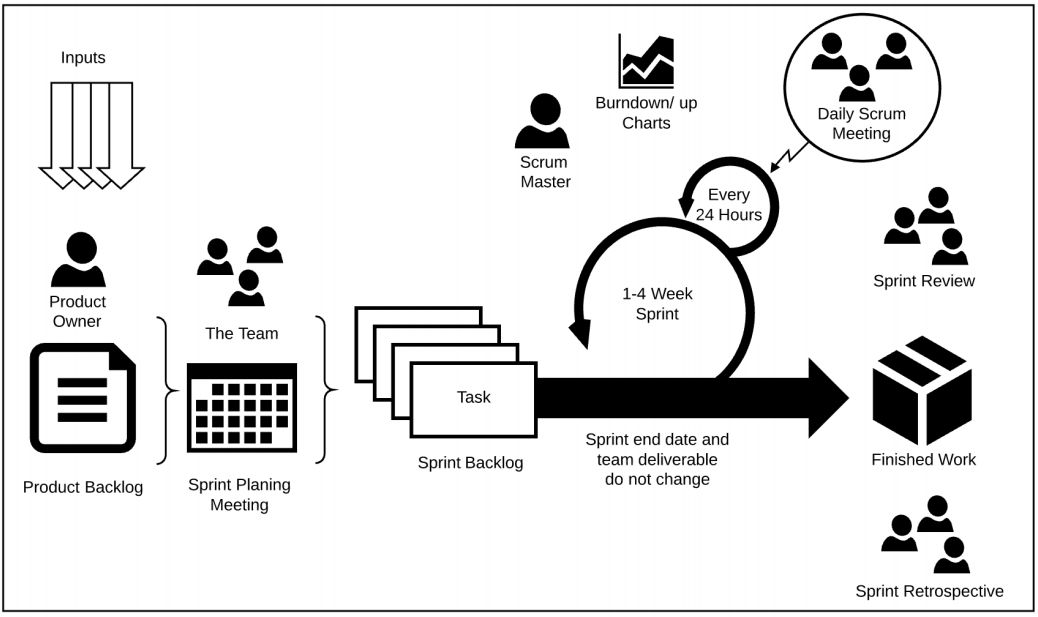 Inputs
Product
Owner
Product Backlog
The Team
Sprint Planing
Meeting
Task
Sprint Backlog
Scrum
Master
Burndown/ up
Charts
Daily Scrum
Meeting
Every
24 Hours
1-4 Week
Sprint
Sprint end date and
team deliverable
do not change
Sprint Review
Finished Work
Sprint Retrospective